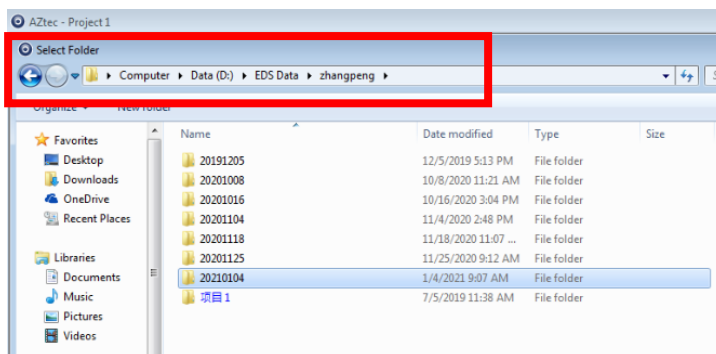 AZtec - Project 1
Select Folder
Computer Data (D:) EDS Data zhangpeng
Organize New folder
Name Date modified Type Size
Favorites
Desktop
Downloads
OneDrive
Recent Places
Libraries
Documents
Music
Pictures
Videos
20191205 12/5/2019 5:13 PM File folder
20201008 10/8/2020 11:21 AM File folder
20201016 10/16/2020 3:04 PM File folder
20201104 11/4/2020 2:48 PM File folder
20201118 11/18/2020 11:07 ... File folder
20201125 11/25/2020 9:12 AM File folder
20210104 1/4/2021 9:07 AM File folder
项目1 7/5/2019 11:38 AM File folder